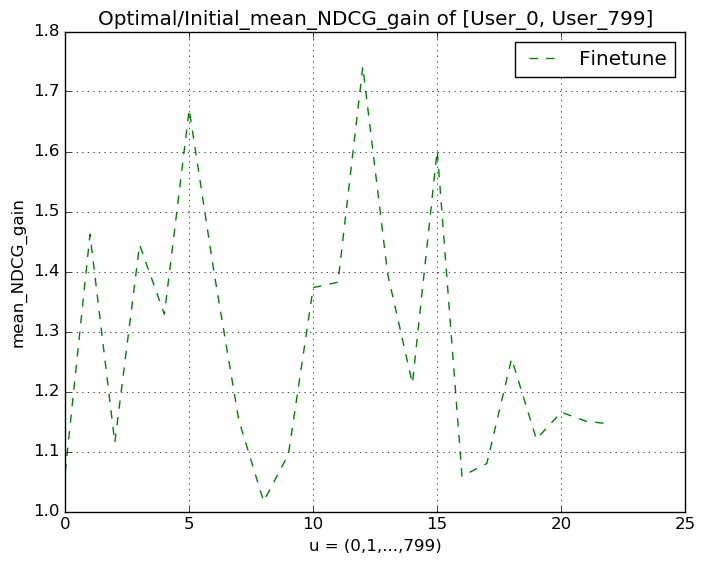 Optimal/Initial_mean_NDCG_gain of [User_0, User_799]
Finetune
mean_NDCG_gain
1.8
1.7
1.6
1.5
1.4
1.3
1.2
1.1
1.0
0 5 10 15 20 25
u = (0,1,...,799)